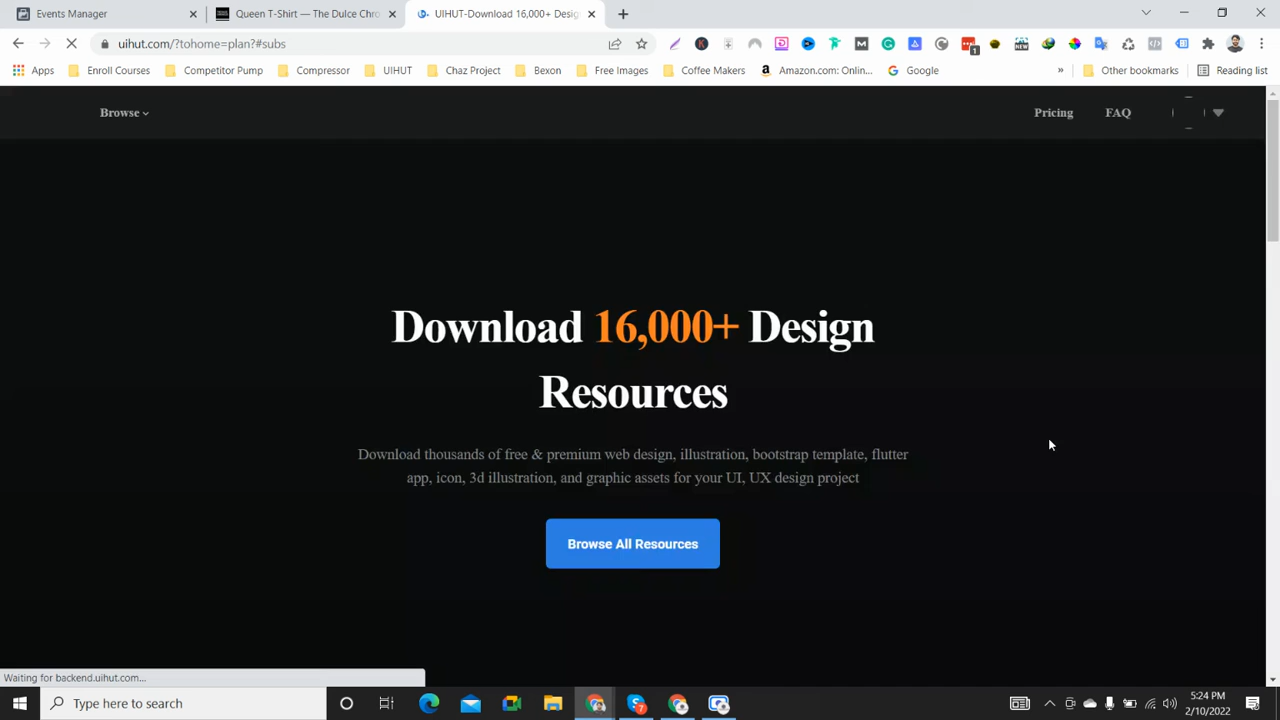 Events Manager
Queen T-Shirt — The Dulce Chro
UIHUT-Download 16,000+ Desig
uihut.com/?tohome=plan?#subs
Apps
Enroll Courses
Competitor Pump
Compressor
UIHUT
Chaz Project
Bexon
Free Images
Coffee Makers
Amazon.com: Onlin...
Google
»
Other bookmarks
Reading list
Browse
Pricing
FAQ
Download 16,000+ Design
Resources
Download thousands of free & premium web design, illustration, bootstrap template, flutter
app, icon, 3d illustration, and graphic assets for your UI, UX design project
Browse All Resources
Waiting for backend.uihut.com...
Type here to search
5:24 PM
2/10/2022